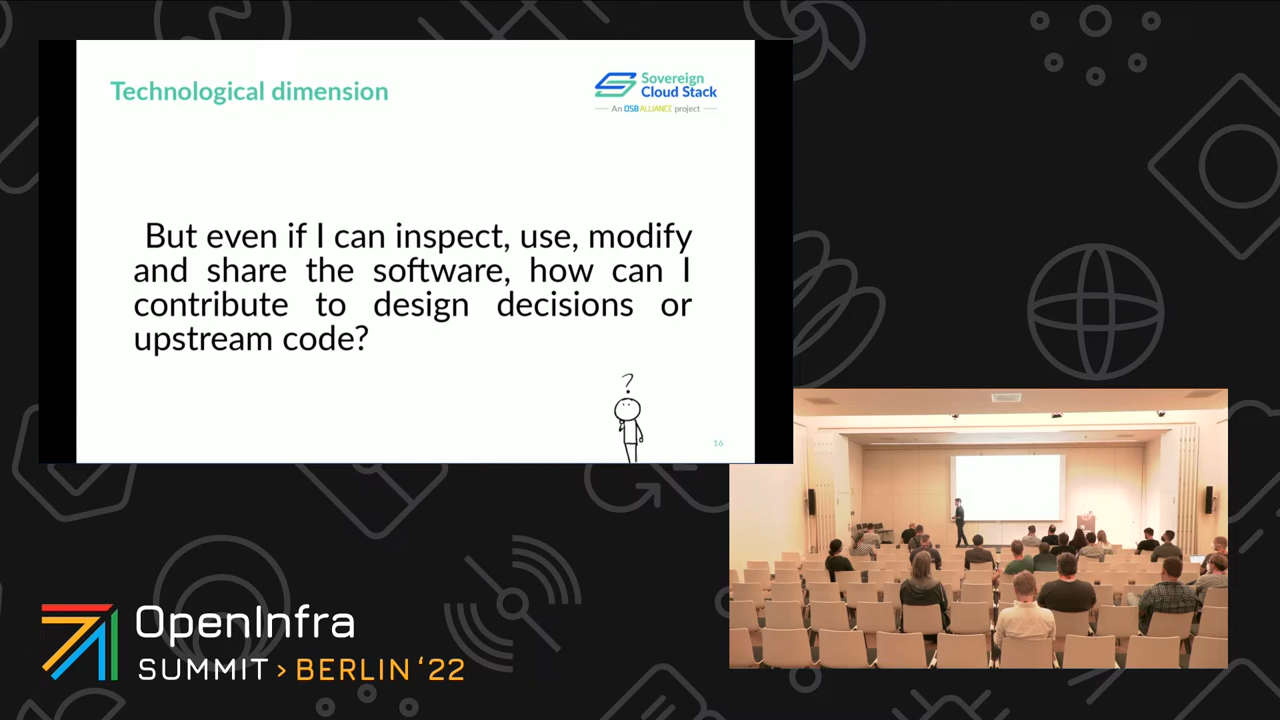 Technological dimension
Sovereign
Cloud Stack
An OSB ALLIANCE project
But even if I can inspect, use, modify
and share the software, how can I
contribute to design decisions or
upstream code?
?
16
OpenInfra
SUMMIT > BERLIN ‘22